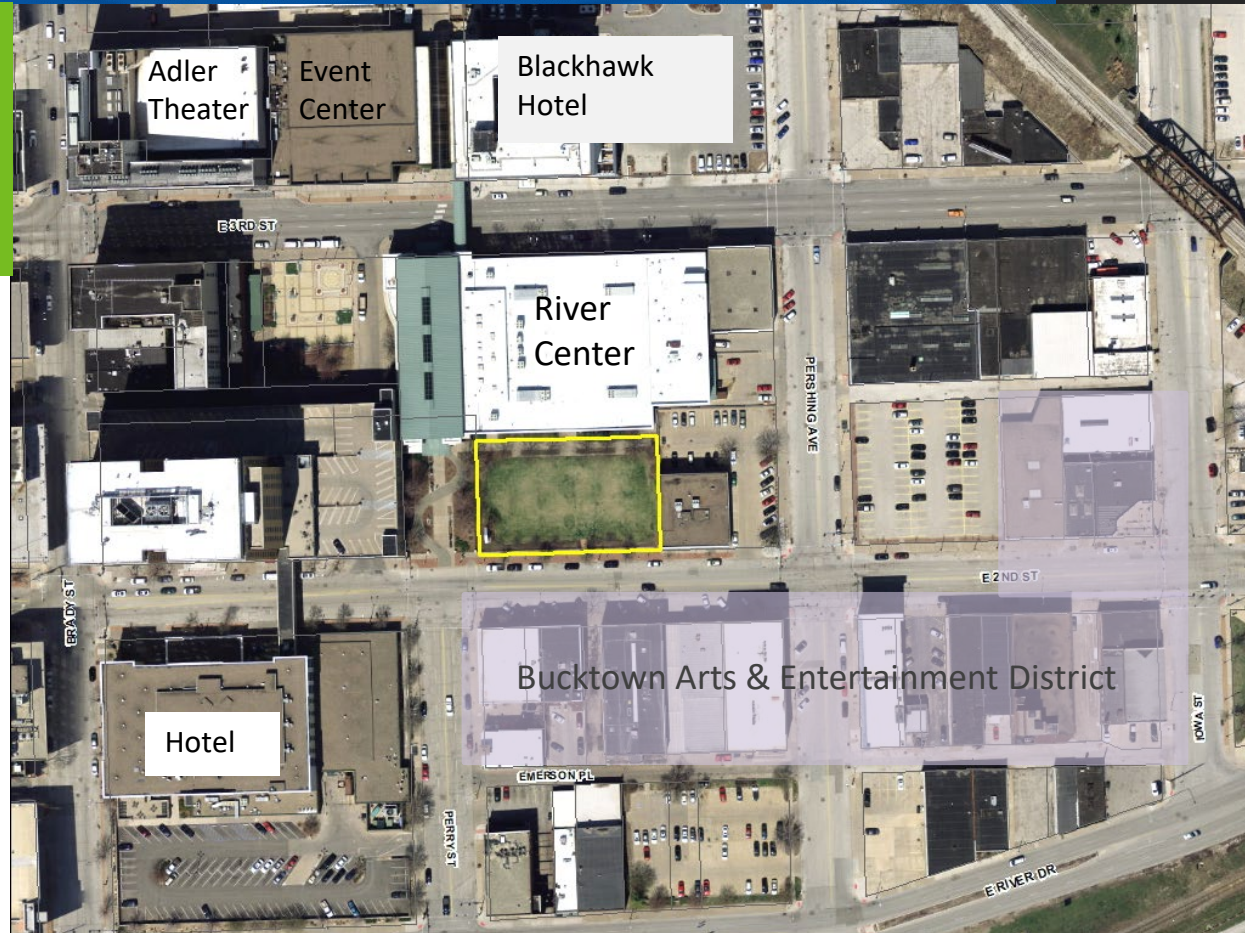 Adler
Theater
Event
Center
Blackhawk
Hotel
E 3RD ST
River
Center
PERSHING AVE
E 2ND ST
BRADY ST
Bucktown Arts & Entertainment District
IOWA ST
Hotel
EMERSON PL
PERRY ST
E RIVER DR